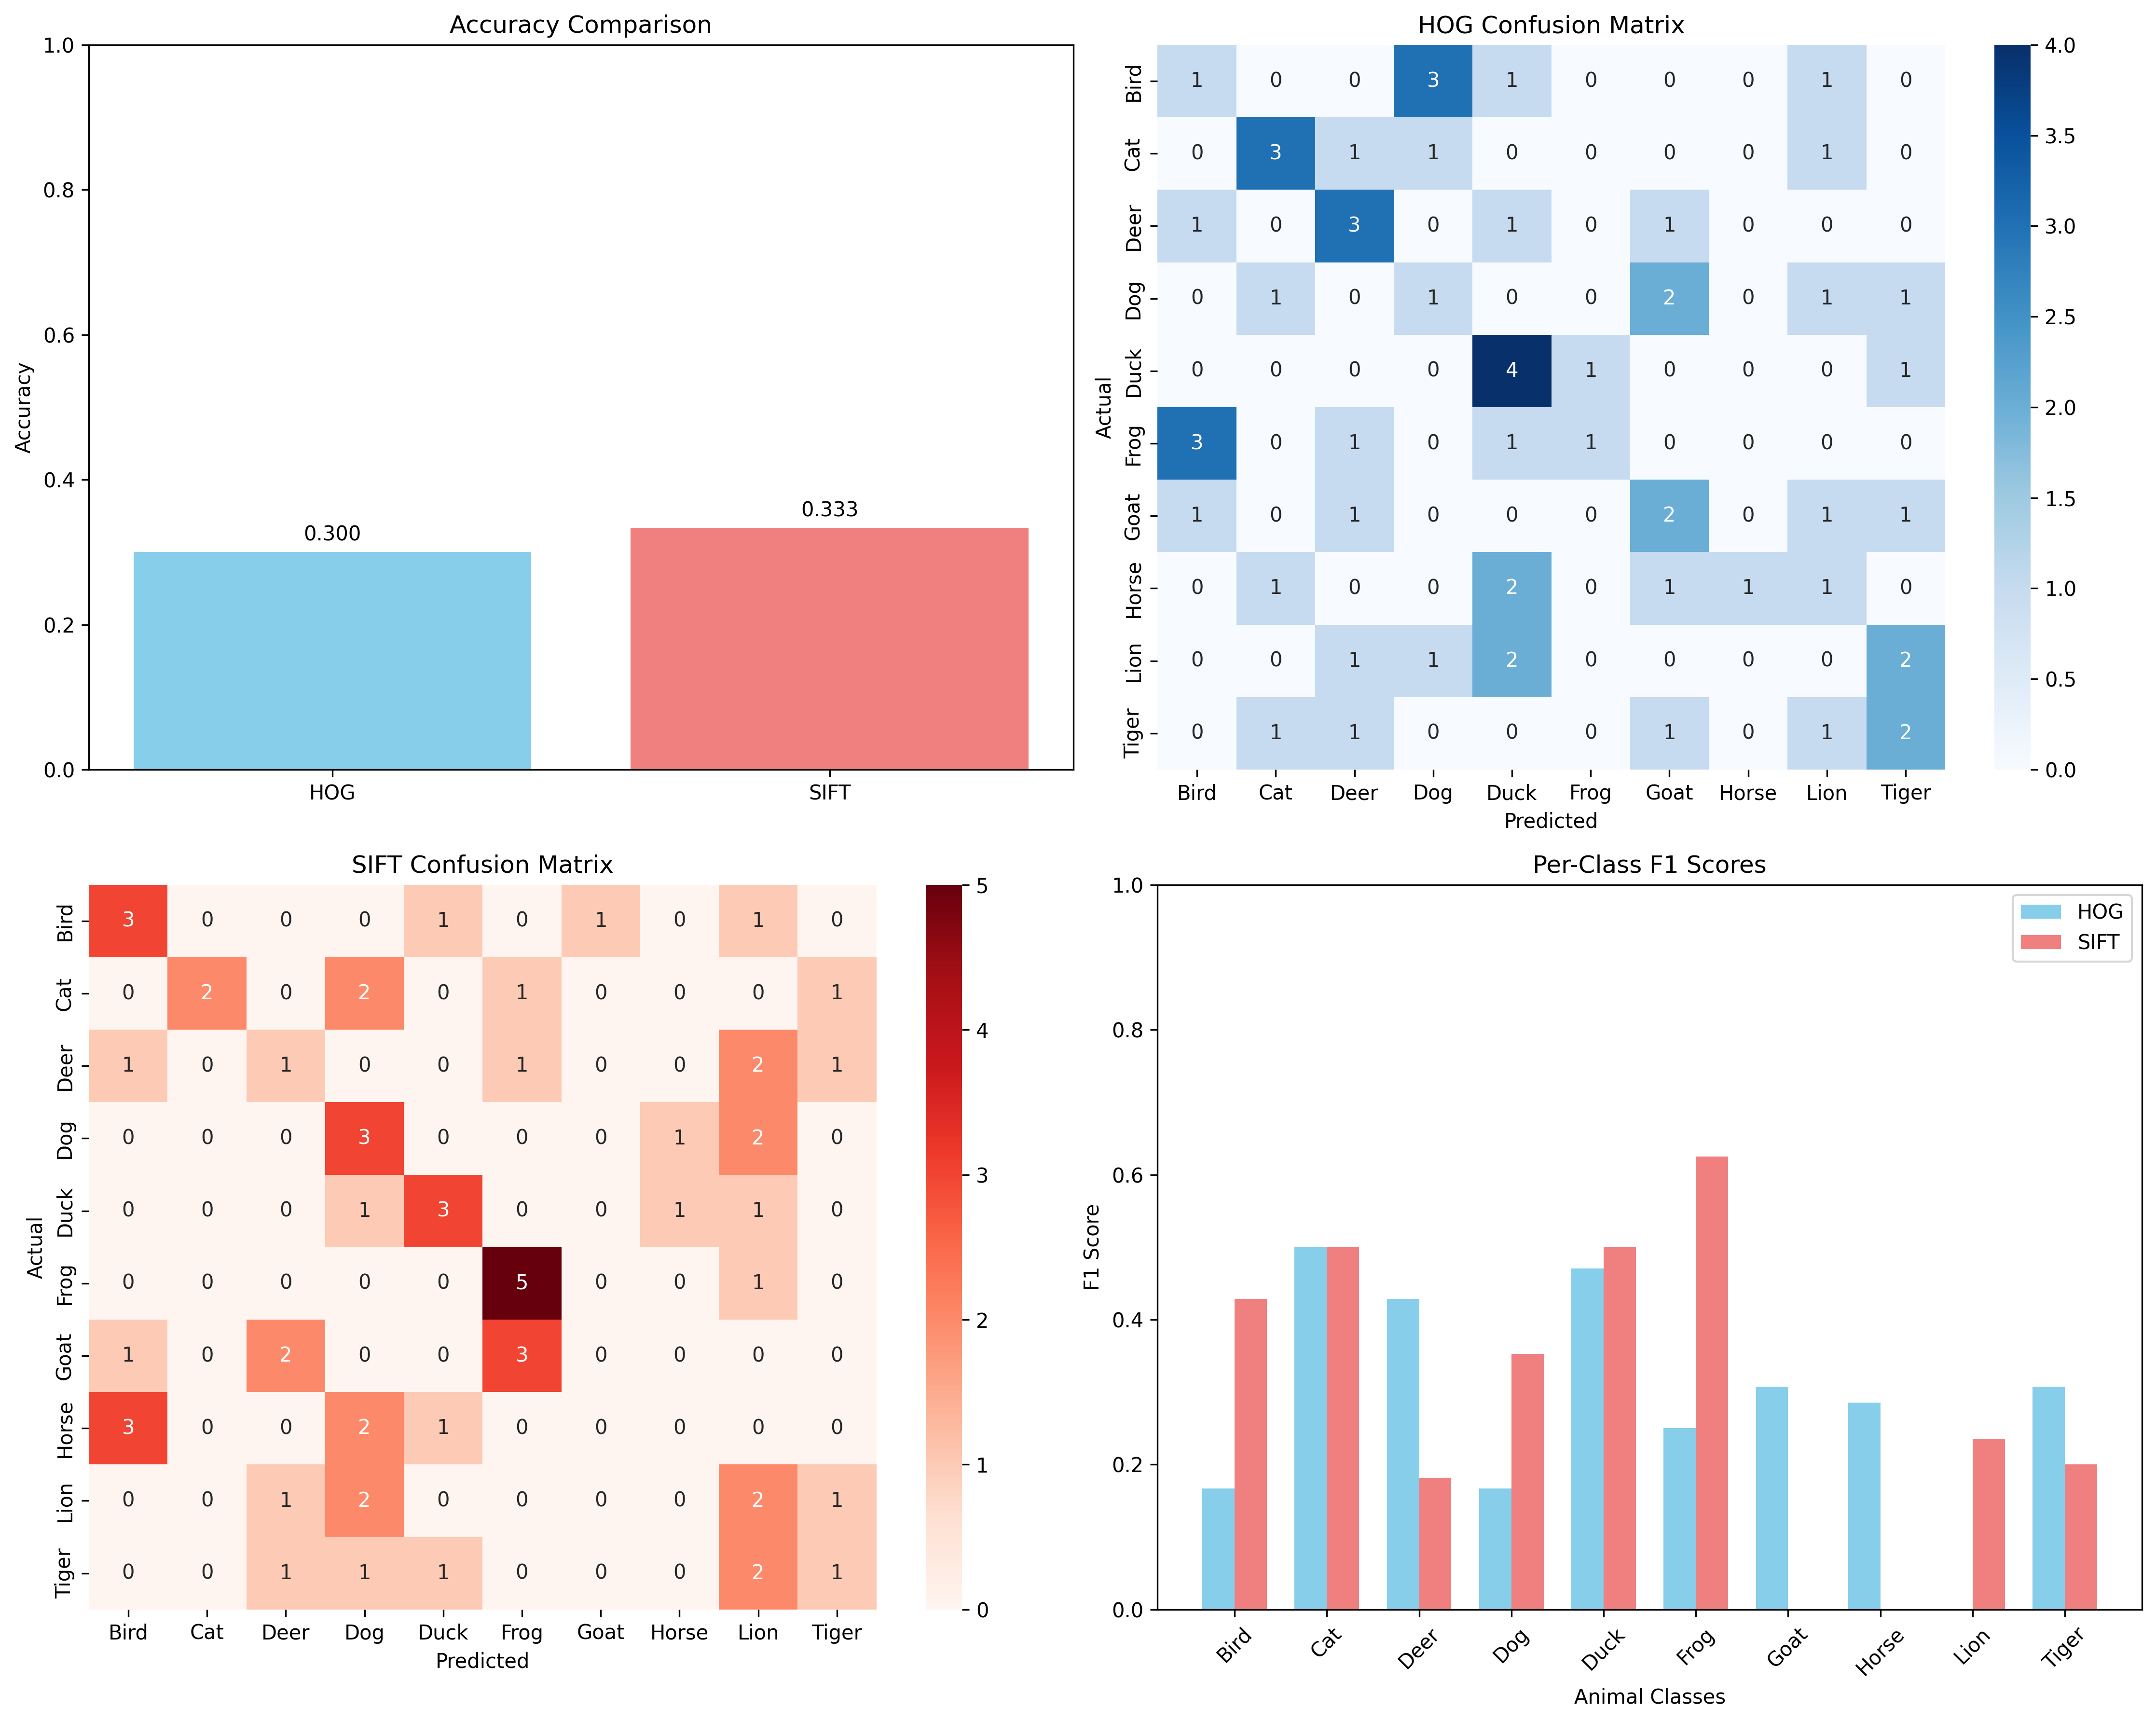 Accuracy Comparison
1.0
0.8
0.6
0.4
0.2
0.0
Accuracy
0.300
0.333
HOG SIFT
HOG Confusion Matrix
Actual
Bird 1 0 0 3 1 0 0 0 1 0
Cat 0 3 1 1 0 0 0 0 1 0
Deer 1 0 3 0 1 0 1 0 0 0
Dog 0 1 0 1 0 0 2 0 1 1
Duck 0 0 0 0 4 1 0 0 0 1
Frog 3 0 1 0 1 1 0 0 0 0
Goat 1 0 1 0 0 0 2 0 1 1
Horse 0 1 0 0 2 0 1 1 1 0
Lion 0 0 1 1 2 0 0 0 0 2
Tiger 0 1 1 0 0 0 1 0 1 2
Bird Cat Deer Dog Duck Frog Goat Horse Lion Tiger
Predicted
4.0
3.5
3.0
2.5
2.0
1.5
1.0
0.5
0.0
SIFT Confusion Matrix
Actual
Bird 3 0 0 0 1 0 1 0 1 0
Cat 0 2 0 2 0 1 0 0 0 1
Deer 1 0 1 0 0 1 0 0 2 1
Dog 0 0 0 3 0 0 0 1 2 0
Duck 0 0 0 1 3 0 0 1 1 0
Frog 0 0 0 0 0 5 0 0 1 0
Goat 1 0 2 0 0 3 0 0 0 0
Horse 3 0 0 2 1 0 0 0 0 0
Lion 0 0 1 2 0 0 0 0 2 1
Tiger 0 0 1 1 1 0 0 0 2 1
Bird Cat Deer Dog Duck Frog Goat Horse Lion Tiger
Predicted
5
4
3
2
1
0
Per-Class F1 Scores
1.0
0.8
0.6
0.4
0.2
0.0
F1 Score
HOG
SIFT
Bird Cat Deer Dog Duck Frog Goat Horse Lion Tiger
Animal Classes